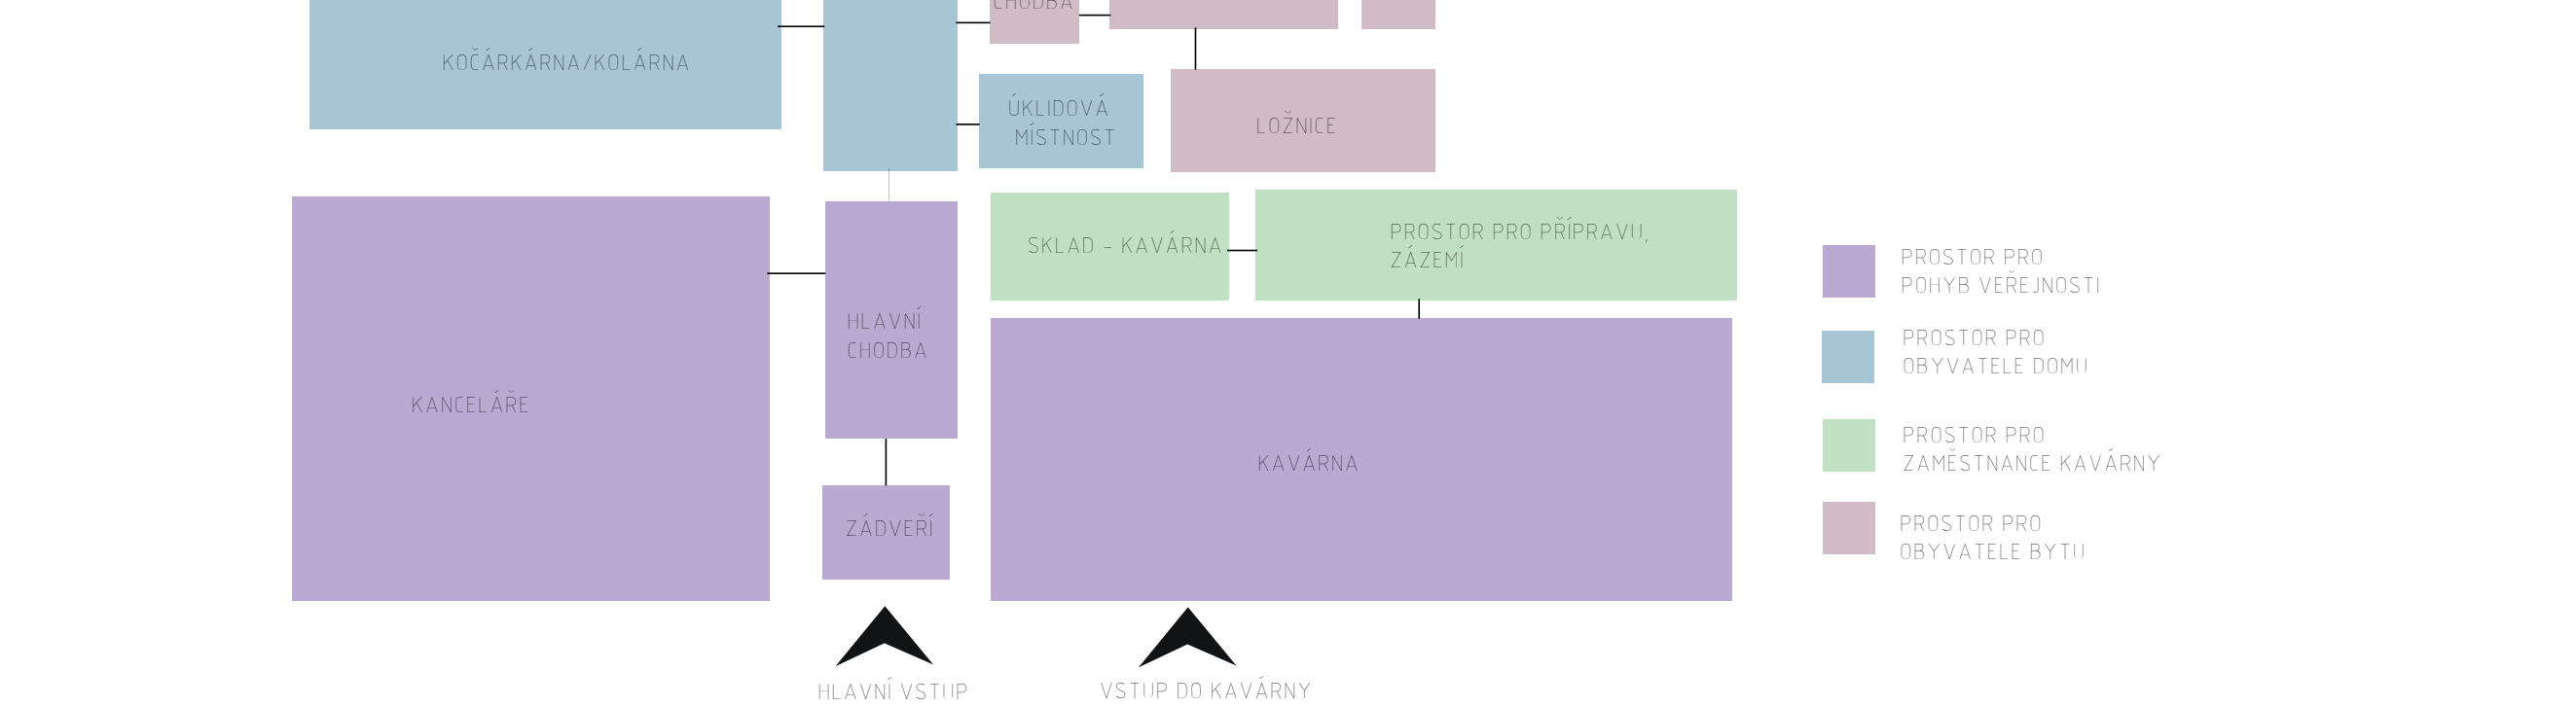 CHODBA
KOČÁRKÁRNA/KOLÁRNA
ÚKLIDOVÁ
MÍSTNOST
LOŽNICE
SKLAD - KAVÁRNA
PROSTOR PRO PŘÍPRAVU,
ZÁZEMÍ
HLAVNÍ
CHODBA
KANCELÁŘE
KAVÁRNA
ZÁDVEŘÍ
HLAVNÍ VSTUP
VSTUP DO KAVÁRNY
PROSTOR PRO
POHYB VEŘEJNOSTI
PROSTOR PRO
OBYVATELE DOMU
PROSTOR PRO
ZAMĚSTNANCE KAVÁRNY
PROSTOR PRO
OBYVATELE BYTU